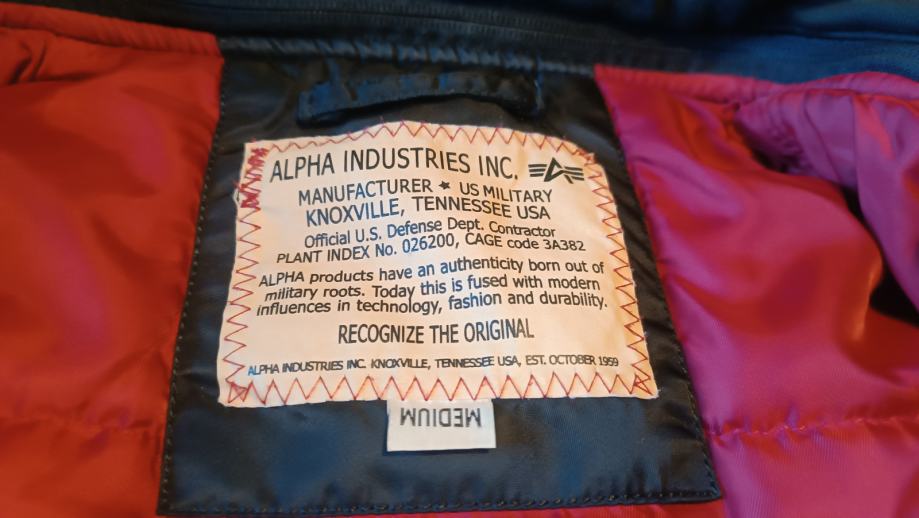 ALPHA INDUSTRIES INC.
MANUFACTURER ★ US MILITARY
KNOXVILLE, TENNESSEE USA
Official U.S. Defense Dept. Contractor
PLANT INDEX No. 026200, CAGE code 3A382
ALPHA products have an authenticity born out of
military roots. Today this is fused with modern
influences in technology, fashion and durability.
RECOGNIZE THE ORIGINAL
ALPHA INDUSTRIES INC. KNOXVILLE, TENNESSEE USA, EST. OCTOBER 1959
MEDIUM